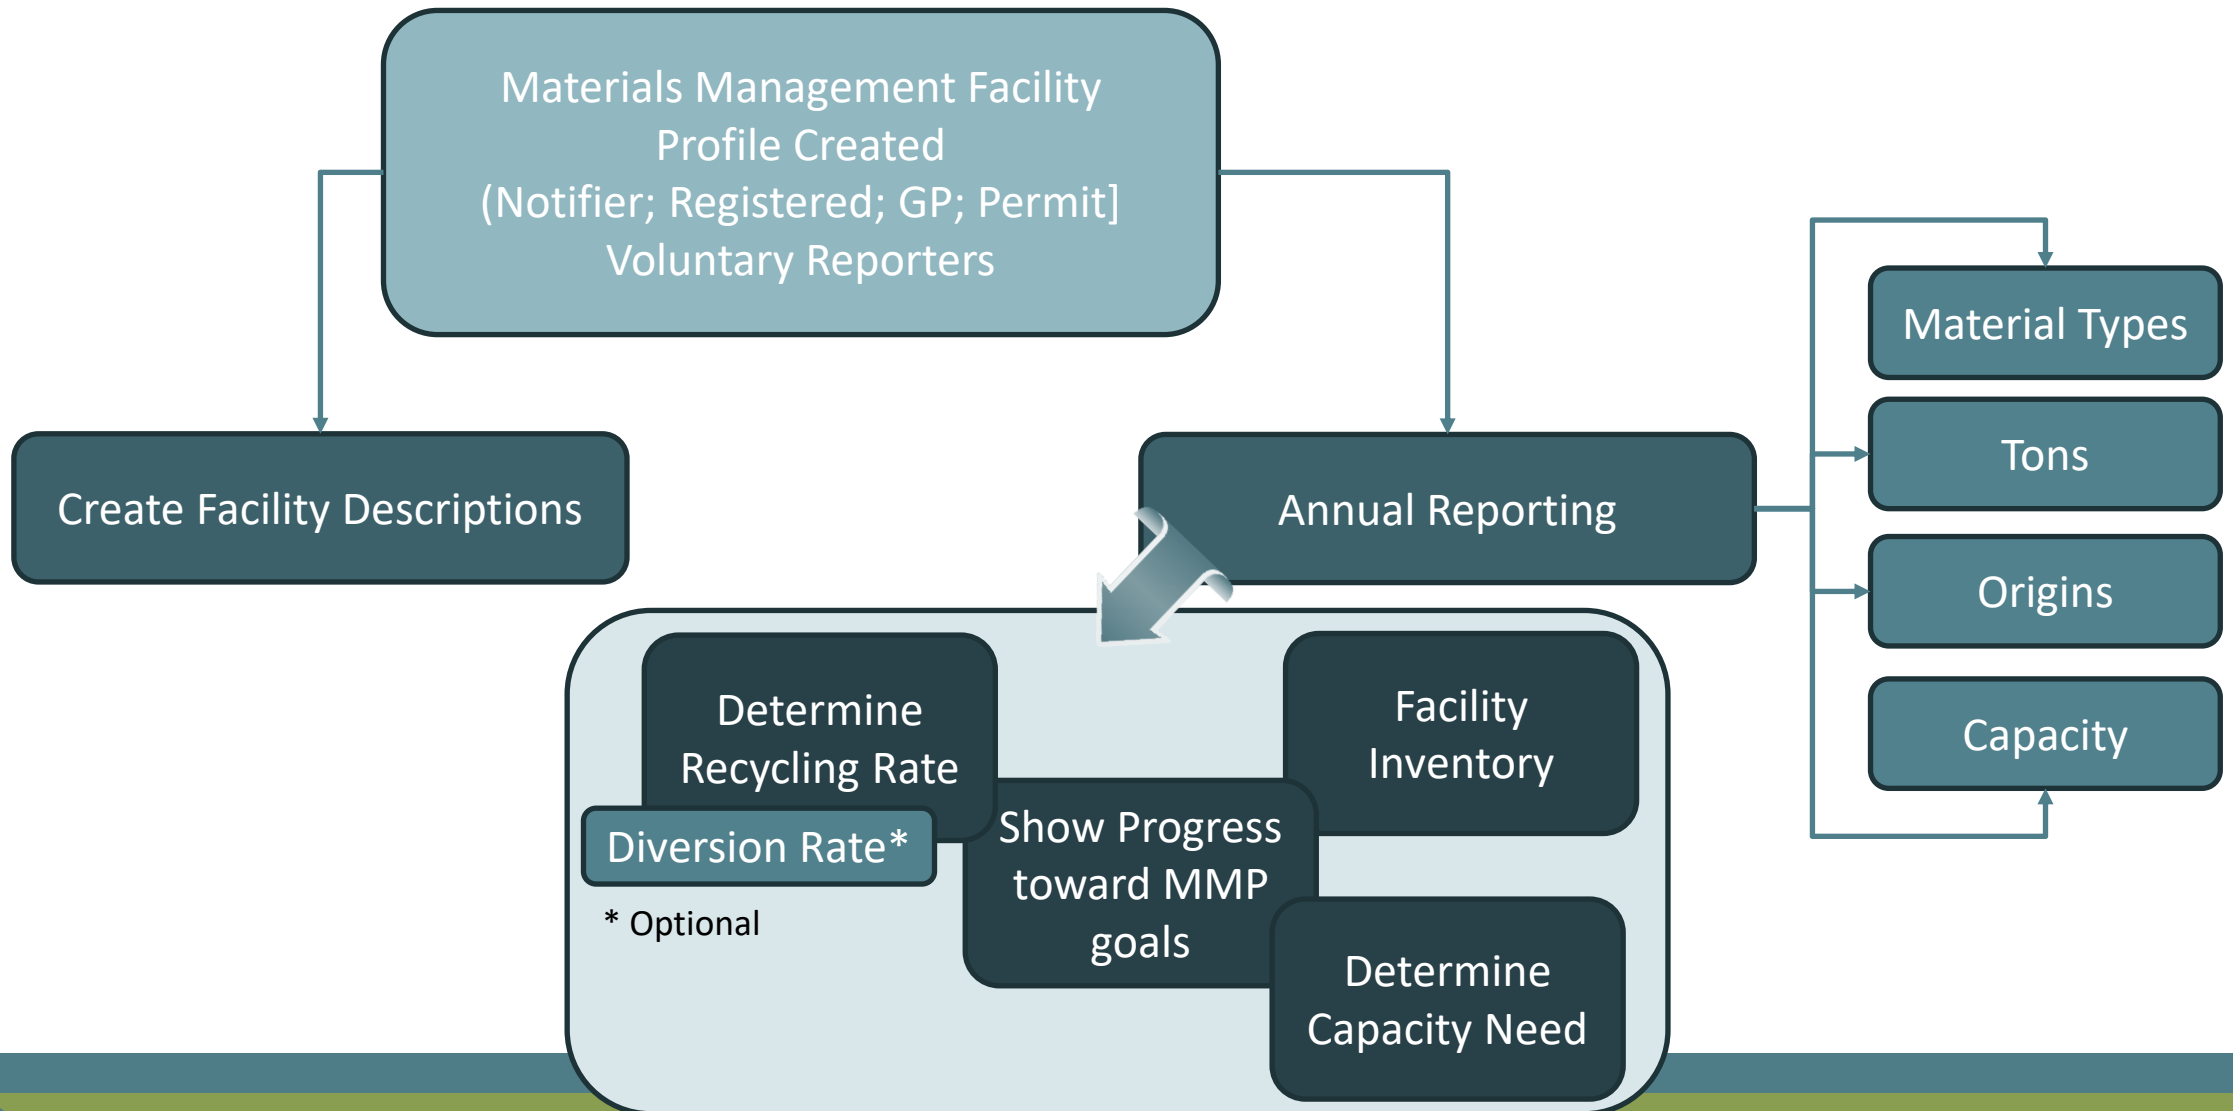 Materials Management Facility
Profile Created
(Notifier; Registered; GP; Permit]
Voluntary Reporters
Create Facility Descriptions
Annual Reporting
Material Types
Tons
Origins
Capacity
Determine
Recycling Rate
Diversion Rate*
* Optional
Show Progress
toward MMP
goals
Facility
Inventory
Determine
Capacity Need